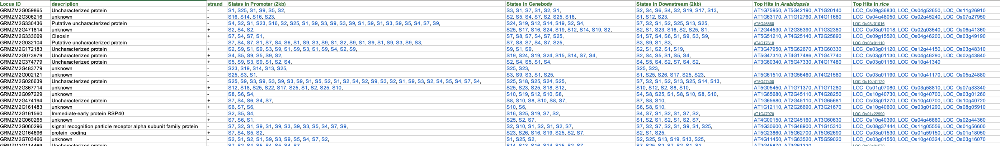 Locus ID description strand States in Promoter (2kb) States in Genebody States in Downstream (2kb) Top Hits in Arabidopsis Top Hits in rice
GRMZM2G059865 Uncharacterized protein - S1, S25, S1, S9, S5, S2, S3, S1, S7, S1, S2, S1, S2, S4, S6, S4, S2, S19, S17, S13, AT1G75950, AT5G42190, AT1G20140 LOC_Os09g36830, LOC_Os04g52650, LOC_Os11g26910
GRMZM2G306216 unknown - S16, S14, S16, S23, S2, S5, S4, S7, S2, S25, S16, S1, S12, S23, AT1G63170, AT1G12760, AT4G11680 LOC_Os04g48050, LOC_Os02g45240, LOC_Os07g27950
GRMZM2G330436 Putative uncharacterized protein - S4, S2, S1, S23, S16, S2, S25, S1, S9, S3, S9, S3, S9, S1, S9, S1, S3, S9, S5, S4, S7, S9, S24, S19, S12, S14, S19, S2, S4, S7, S2, S1, S2, S25, S13, S25, AT5G46560 LOC_Os03g01016
GRMZM2G471814 unknown + S2, S4, S2, S25, S17, S16, S24, S19, S12, S14, S19, S2, S2, S1, S23, S16, S2, S25, S1, AT2G44530, AT2G35390, AT1G32380 LOC_Os03g01018, LOC_Os02g03540, LOC_Os06g41360
GRMZM2G333069 Oleosin + S7, S4, S7, S1, S7, S8, S7, S4, S7, S25, S1, S7, S4, S6, S1, S9, S3, S9, AT5G51210, AT4G25140, AT2G25890 LOC_Os09g15520, LOC_Os04g46200, LOC_Os03g49190
GRMZM2G032104 Putative uncharacterized protein - S7, S4, S7, S1, S7, S4, S6, S1, S9, S3, S9, S1, S2, S9, S1, S9, S1, S9, S3, S9, S3, S7, S8, S7, S4, S7, S25, S3, S9, S1, S3, AT4G17610 LOC_Os03g01110
GRMZM2G172183 Uncharacterized protein + S2, S9, S1, S9, S3, S9, S1, S9, S3, S1, S9, S4, S2, S9, S9, S1, S9, S2, S1, S2, S1, S19, AT3G47950, AT5G62670, AT3G60330 LOC_Os03g01120, LOC_Os12g44150, LOC_Os03g48310
GRMZM2G073979 Uncharacterized protein + S4, S5, S9, S5, S9, S2, S19, S24, S19, S24, S15, S14, S7, S4, S2, S4, S5, S1, S5, S4, AT5G47310, AT4G17486, AT1G47740 LOC_Os03g01130, LOC_Os04g46290, LOC_Os02g43840
GRMZM2G374779 Uncharacterized protein + S5, S9, S3, S9, S1, S2, S4, S2, S4, S5, S1, S4, S4, S5, S4, S2, S7, S4, S2, AT3G60340, AT5G47330, AT4G17480 LOC_Os03g01150, LOC_Os10g41340
GRMZM2G483779 unknown - S23, S19, S14, S13, S25, S25, S23, S25, S23,
GRMZM2G002121 unknown - S25, S3, S1, S3, S9, S3, S1, S25, S1, S25, S26, S17, S25, S23, AT5G61510, AT3G56460, AT4G21580 LOC_Os03g01190, LOC_Os10g41170, LOC_Os05g24880
GRMZM2G026639 Uncharacterized protein - S25, S9, S3, S9, S3, S9, S3, S9, S1, S5, S2, S1, S2, S4, S2, S9, S3, S2, S1, S9, S3, S2, S4, S5, S4, S7, S4, S25, S18, S25, S24, S25, S7, S2, S1, S2, S13, S25, S14, S13, AT5G47400 LOC_Os10g41120
GRMZM2G367714 unknown + S12, S18, S25, S22, S17, S25, S1, S2, S25, S10, S25, S23, S25, S18, S12, S10, S12, S2, S8, S10, AT5G05450, AT1G71370, AT1G71280 LOC_Os01g07080, LOC_Os03g58810, LOC_Os07g33340
GRMZM2G097229 unknown - S8, S6, S4, S10, S19, S12, S10, S8, S4, S8, S25, S1, S8, S10, S8, S10, AT1G65680, AT2G45110, AT4G28250 LOC_Os10g40730, LOC_Os10g40700, LOC_Os03g01260
GRMZM2G474194 Uncharacterized protein + S7, S4, S6, S4, S7, S8, S10, S8, S10, S8, S7, S7, S8, S10, AT1G65680, AT2G45110, AT1G65681 LOC_Os03g01270, LOC_Os10g40700, LOC_Os10g40720
GRMZM2G161483 unknown + S6, S7, S6, S10, S6, S6, S8, S10, AT1G12110, AT2G26690, AT3G21670 LOC_Os10g40600, LOC_Os03g01290, LOC_Os08g05910
GRMZM2G161560 Immediate-early protein RSP40 - S2, S5, S4, S16, S25, S19, S7, S2, S4, S7, S1, S2, S1, S7, S2, AT1G47970 LOC_Os01g22990
GRMZM2G060265 unknown + S7, S6, S1, S25, S2, S7, S1, S2, S1, S2, S1, S2, S7, AT4G00150, AT2G45160, AT3G60630 LOC_Os10g40390, LOC_Os04g46860, LOC_Os02g44360
GRMZM2G060296 signal recognition particle receptor alpha subunit family protein - S7, S2, S1, S9, S1, S9, S3, S9, S3, S5, S4, S7, S9, S2, S10, S1, S2, S1, S2, S7, S7, S2, S7, S2, S1, S9, S1, S25, AT4G30600, AT1G48900, AT1G15310 LOC_Os08g37444, LOC_Os11g05556, LOC_Os01g56600
GRMZM2G164696 protein_coding + S7, S4, S5, S2, S23, S26, S16, S19, S25, S2, S7, S2, S1, S25, AT5G23860, AT5G62700, AT5G62690 LOC_Os03g01530, LOC_Os01g59150, LOC_Os01g18050
GRMZM2G703466 unknown - S2, S1, S2, S1, S9, S3, S9, S5, S4, S7, S2, S1, S25, S2, S2, S25, S13, S19, S13, S25, AT4G11450, AT1G63520, AT5G59020 LOC_Os03g01550, LOC_Os10g40324, LOC_Os03g16070
GRMZM2G114469 Uncharacterized protein - S7, S2, S4, S5, S4, S5, S4, S7 S14, S13, S16, S14, S25, S2, S7 S7, S25, S2, S7, S2, S1, S2 AT2G45870, AT3G61320 LOC_Os03g01570